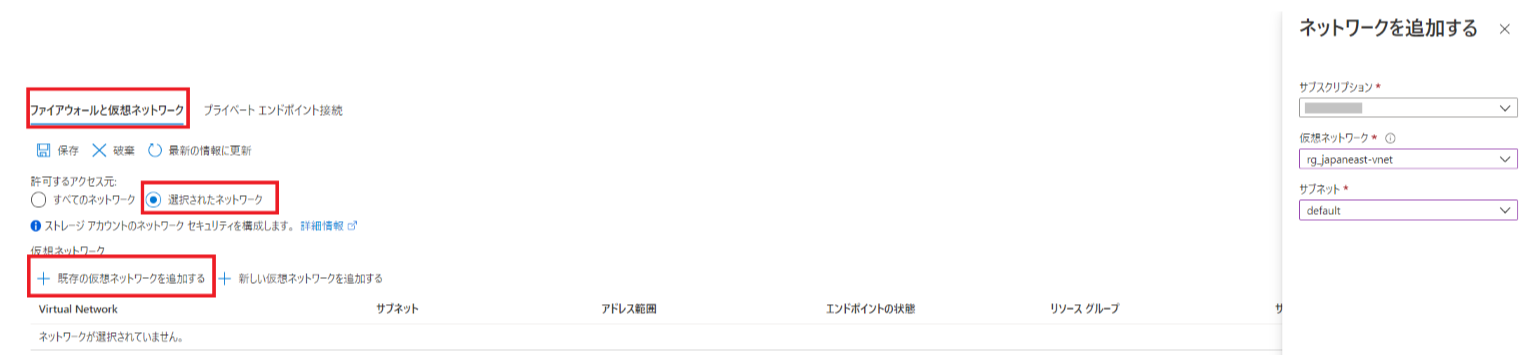 ネットワークを追加する
ファイアウォールと仮想ネットワーク プライベート エンドポイント接続
保存 破棄 最新の情報に更新
許可するアクセス元:
すべてのネットワーク 選択されたネットワーク
ストレージ アカウントのネットワーク セキュリティを構成します。 詳細情報
仮想ネットワーク
+ 既存の仮想ネットワークを追加する + 新しい仮想ネットワークを追加する
Virtual Network サブネット アドレス範囲 エンドポイントの状態 リソース グループ サ
ネットワークが選択されていません。
サブスクリプション *
仮想ネットワーク *
rg_japaneast-vnet
サブネット *
default